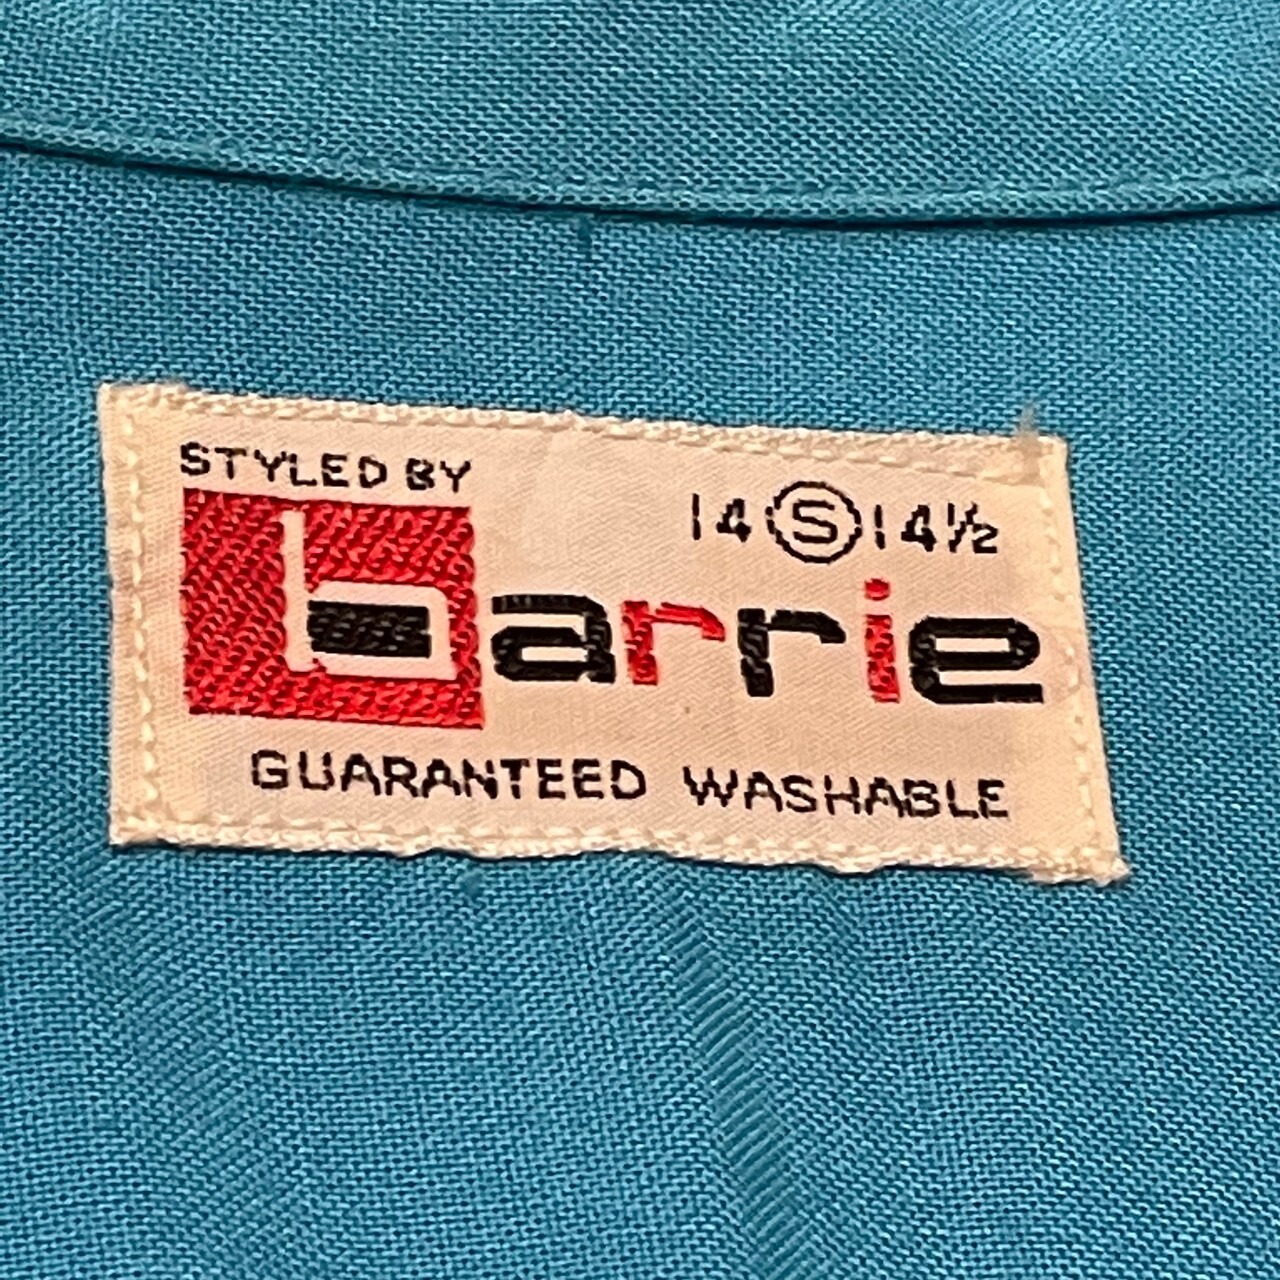 STYLED BY
14 S 14½
barrie
GUARANTEED WASHABLE